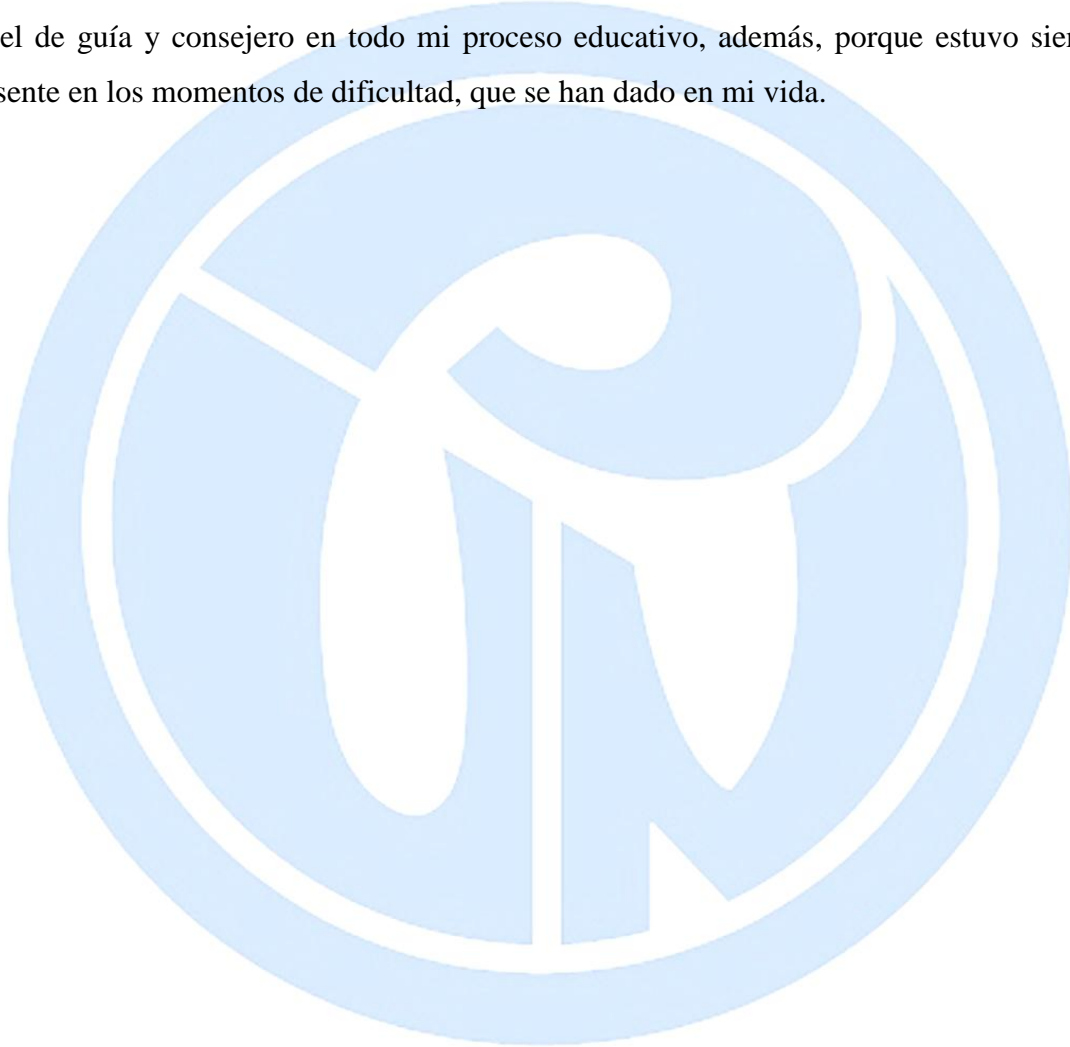 el de guía y consejero en todo mi proceso educativo, además, porque estuvo sier
sente en los momentos de dificultad, que se han dado en mi vida.